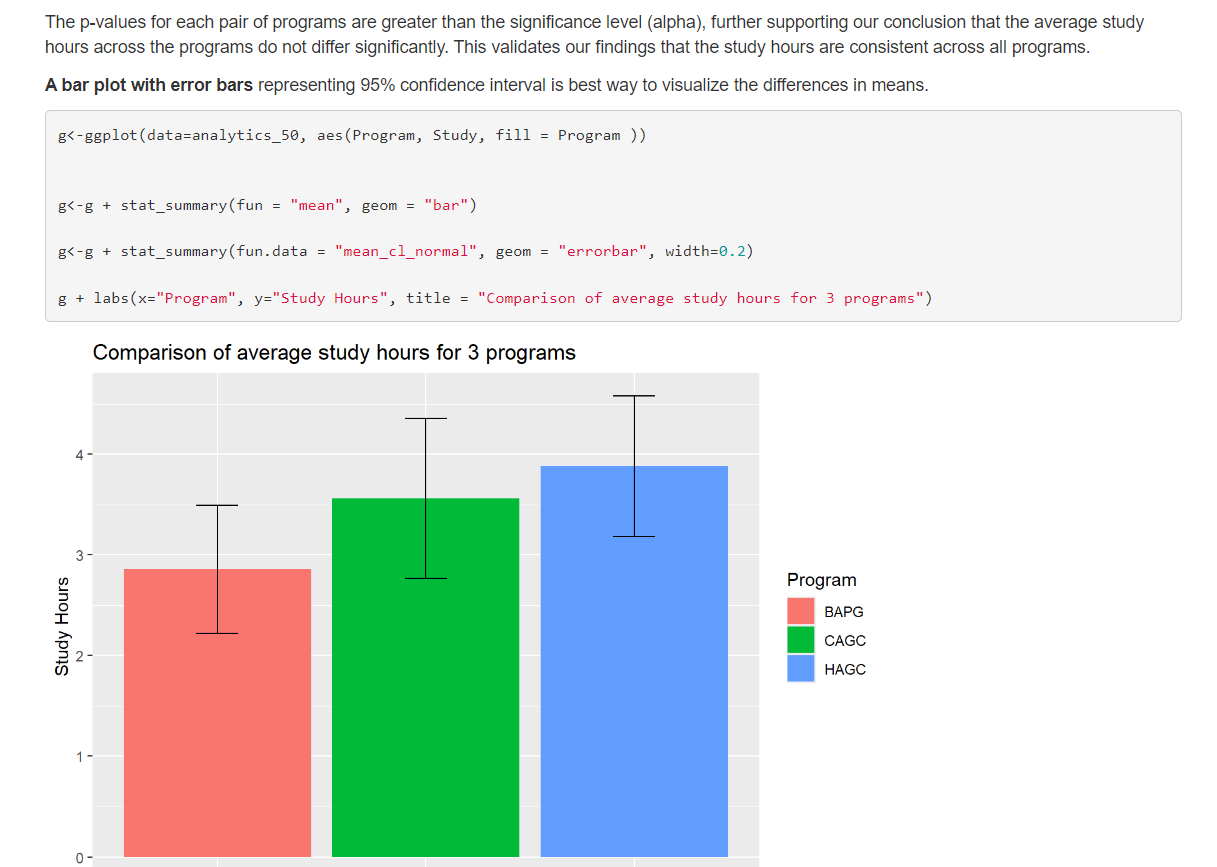 The p-values for each pair of programs are greater than the significance level (alpha), further supporting our conclusion that the average study
hours across the programs do not differ significantly. This validates our findings that the study hours are consistent across all programs.
A bar plot with error bars representing 95% confidence interval is best way to visualize the differences in means.
g<-ggplot(data=analytics_50, aes(Program, Study, fill = Program ))
g<-g + stat_summary(fun = "mean", geom = "bar")
g<-g + stat_summary(fun.data = "mean_cl_normal", geom = "errorbar", width=0.2)
g + labs(x="Program", y="Study Hours", title = "Comparison of average study hours for 3 programs")
Comparison of average study hours for 3 programs
4
3
2
1
0
Study Hours
Program
BAPG
CAGC
HAGC